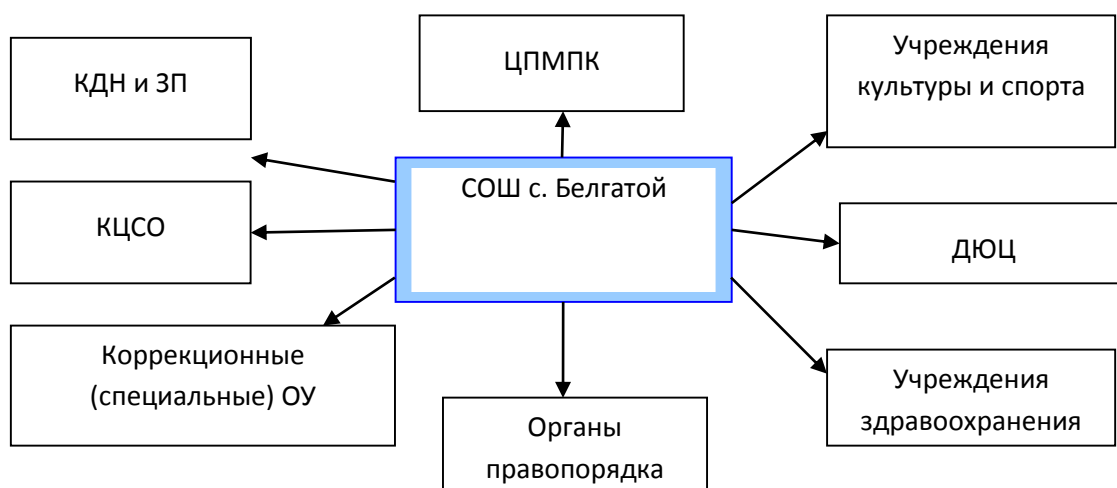 КДН и ЗП
ЦПМПК
Учреждения
культуры и спорта
КЦСО
СОШ с. Белгатой
ДЮЦ
Коррекционные
(специальные) ОУ
Органы
правопорядка
Учреждения
здравоохранения